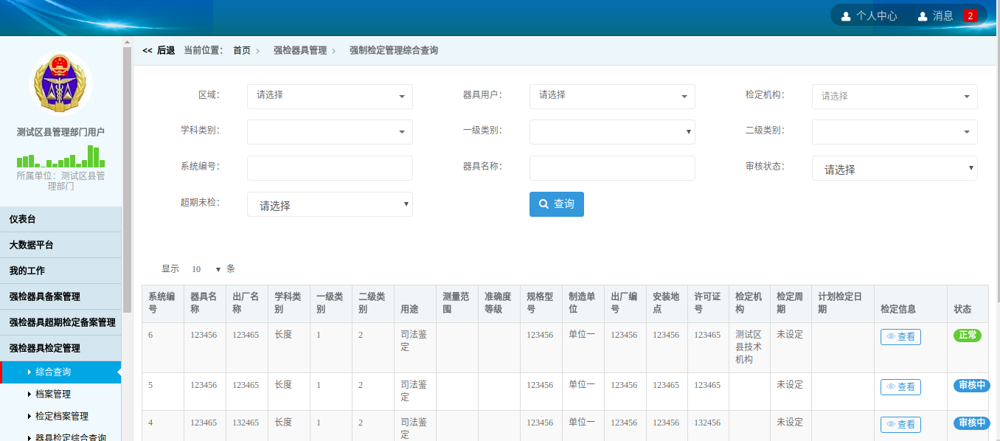 个人中心 消息 2
<< 后退 当前位置： 首页 > 强检器具管理 > 强制检定管理综合查询
测试区县管理部门用户
所属单位：测试区县管
理部门
仪表台
大数据平台
我的工作
强检器具备案管理
强检器具超期检定备案管理
强检器具检定管理
综合查询
档案管理
检定档案管理
器具检定综合查询
区域： 请选择 器具用户： 请选择 检定机构： 请选择
学科类别： 一级类别： 二级类别：
系统编号： 器具名称： 审核状态： 请选择
超期未检： 请选择 查询
显示 10 条
系统编号 器具名称 出厂名称 学科类别 一级类别 二级类别 用途 测量范围 准确度等级 规格型号 制造单位 出厂编号 安装地点 许可证号 检定机构 检定周期 计划检定日期 检定信息 状态
6 123456 123465 长度 1 2 司法鉴定 123456 单位一 123456 123456 123465 测试区县技术机构 未设定 查看 正常
5 123456 123465 长度 1 2 司法鉴定 123456 单位一 123456 123465 123465 未设定 查看 审核中
4 123465 132465 长度 1 2 司法鉴定 123456 单位一 123456 123456 132456 未设定 查看 审核中